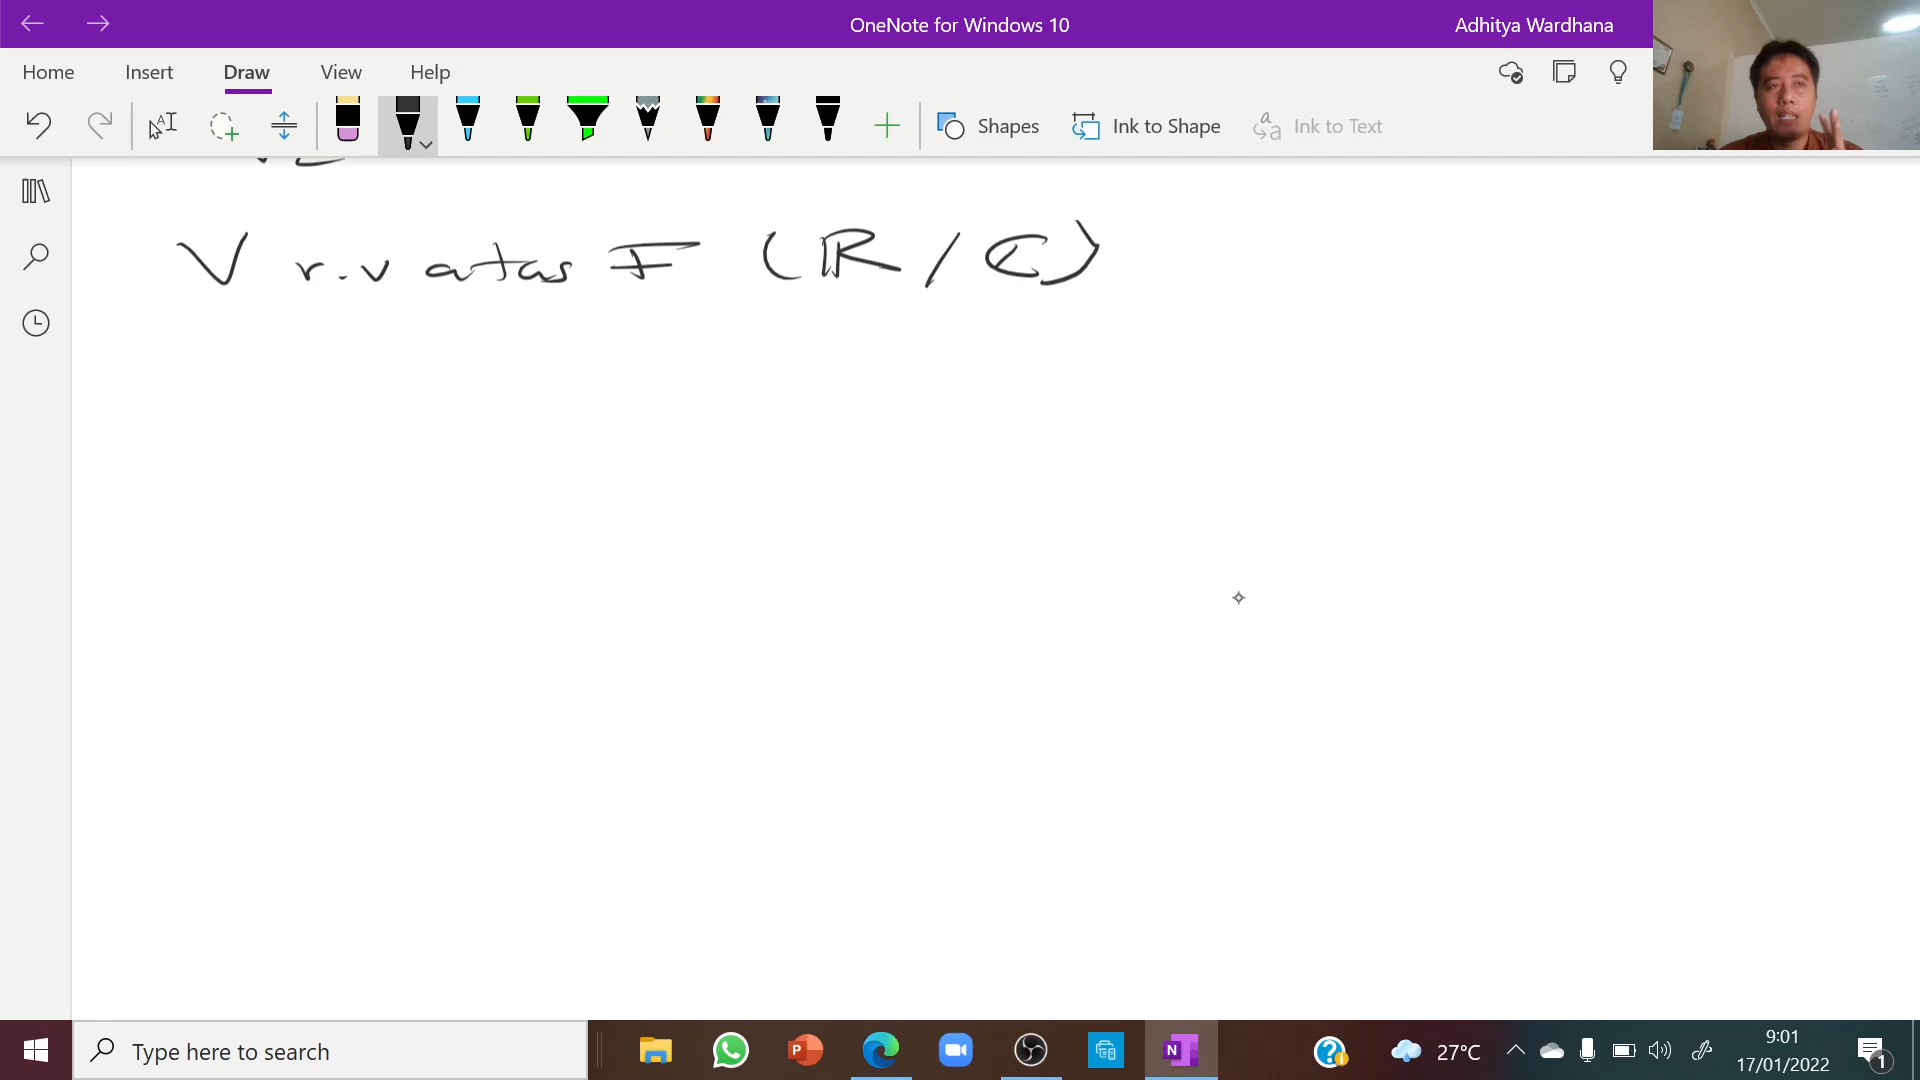 OneNote for Windows 10
Adhitya Wardhana
Home Insert Draw View Help
Shapes Ink to Shape Ink to Text
V r.v atas F (ℝ/ℂ)
Type here to search
27°C
9:01
17/01/2022
1